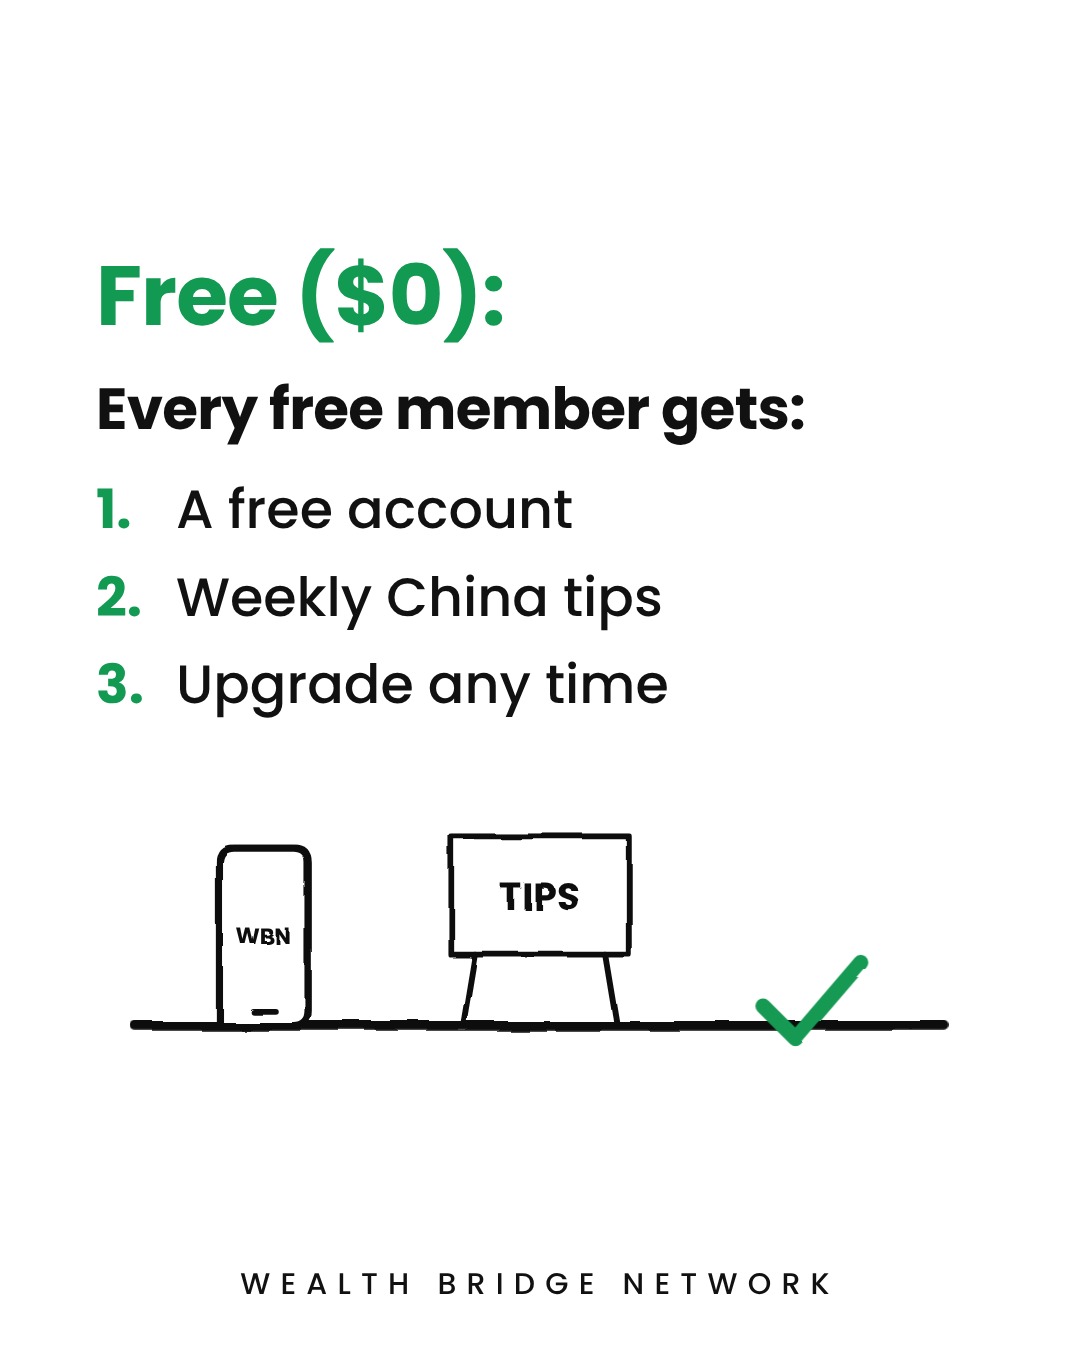 Free ($0):
Every free member gets:
1. A free account
2. Weekly China tips
3. Upgrade any time
WBN
TIPS
WEALTH BRIDGE NETWORK